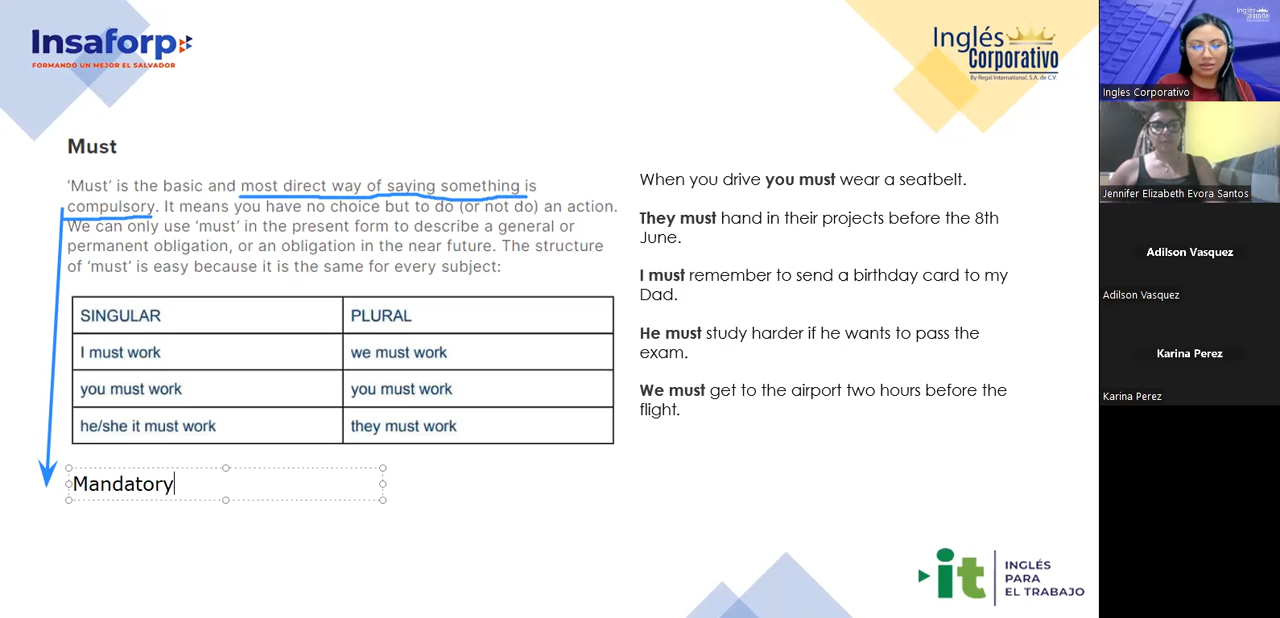 Insaforp
FORMANDO UN MEJOR EL SALVADOR
Inglés
Corporativo
By Regal International, S.A. de C.V.
Must
‘Must’ is the basic and most direct way of saying something is
compulsory. It means you have no choice but to do (or not do) an action.
We can only use ‘must’ in the present form to describe a general or
permanent obligation, or an obligation in the near future. The structure
of ‘must’ is easy because it is the same for every subject:
SINGULAR PLURAL
I must work we must work
you must work you must work
he/she it must work they must work
Mandatory
When you drive you must wear a seatbelt.
They must hand in their projects before the 8th
June.
I must remember to send a birthday card to my
Dad.
He must study harder if he wants to pass the
exam.
We must get to the airport two hours before the
flight.
it
INGLÉS
PARA
EL TRABAJO
Inglés
Corporativo
Ingles Corporativo
Jennifer Elizabeth Evora Santos
Adilson Vasquez
Adilson Vasquez
Karina Perez
Karina Perez